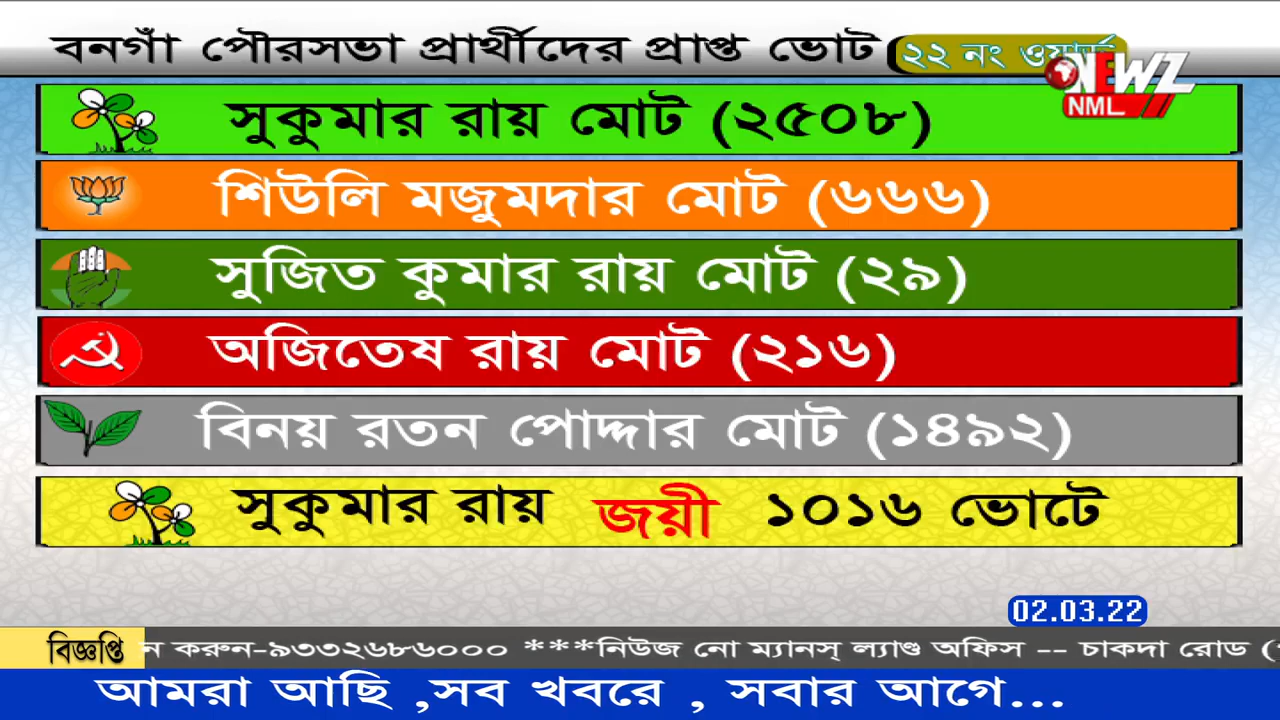 বনগাঁ পৌরসভা প্রার্থীদের প্রাপ্ত ভোট ২২ নং ওয়ার্ড
NEWZ
NML
সুকুমার রায় মোট (২৫০৮)
শিউলি মজুমদার মোট (৬৬৬)
সুজিত কুমার রায় মোট (২৯)
অজিতেষ রায় মোট (২১৬)
বিনয় রতন পোদ্দার মোট (১৪৯২)
সুকুমার রায় জয়ী ১০১৬ ভোটে
02.03.22
বিজ্ঞপ্তি ন করুন-৯৩৩২৬৮৬০০০ ***নিউজ নো ম্যানস্ ল্যাণ্ড অফিস -- চাকদা রোড (
আমরা আছি ,সব খবরে , সবার আগে...